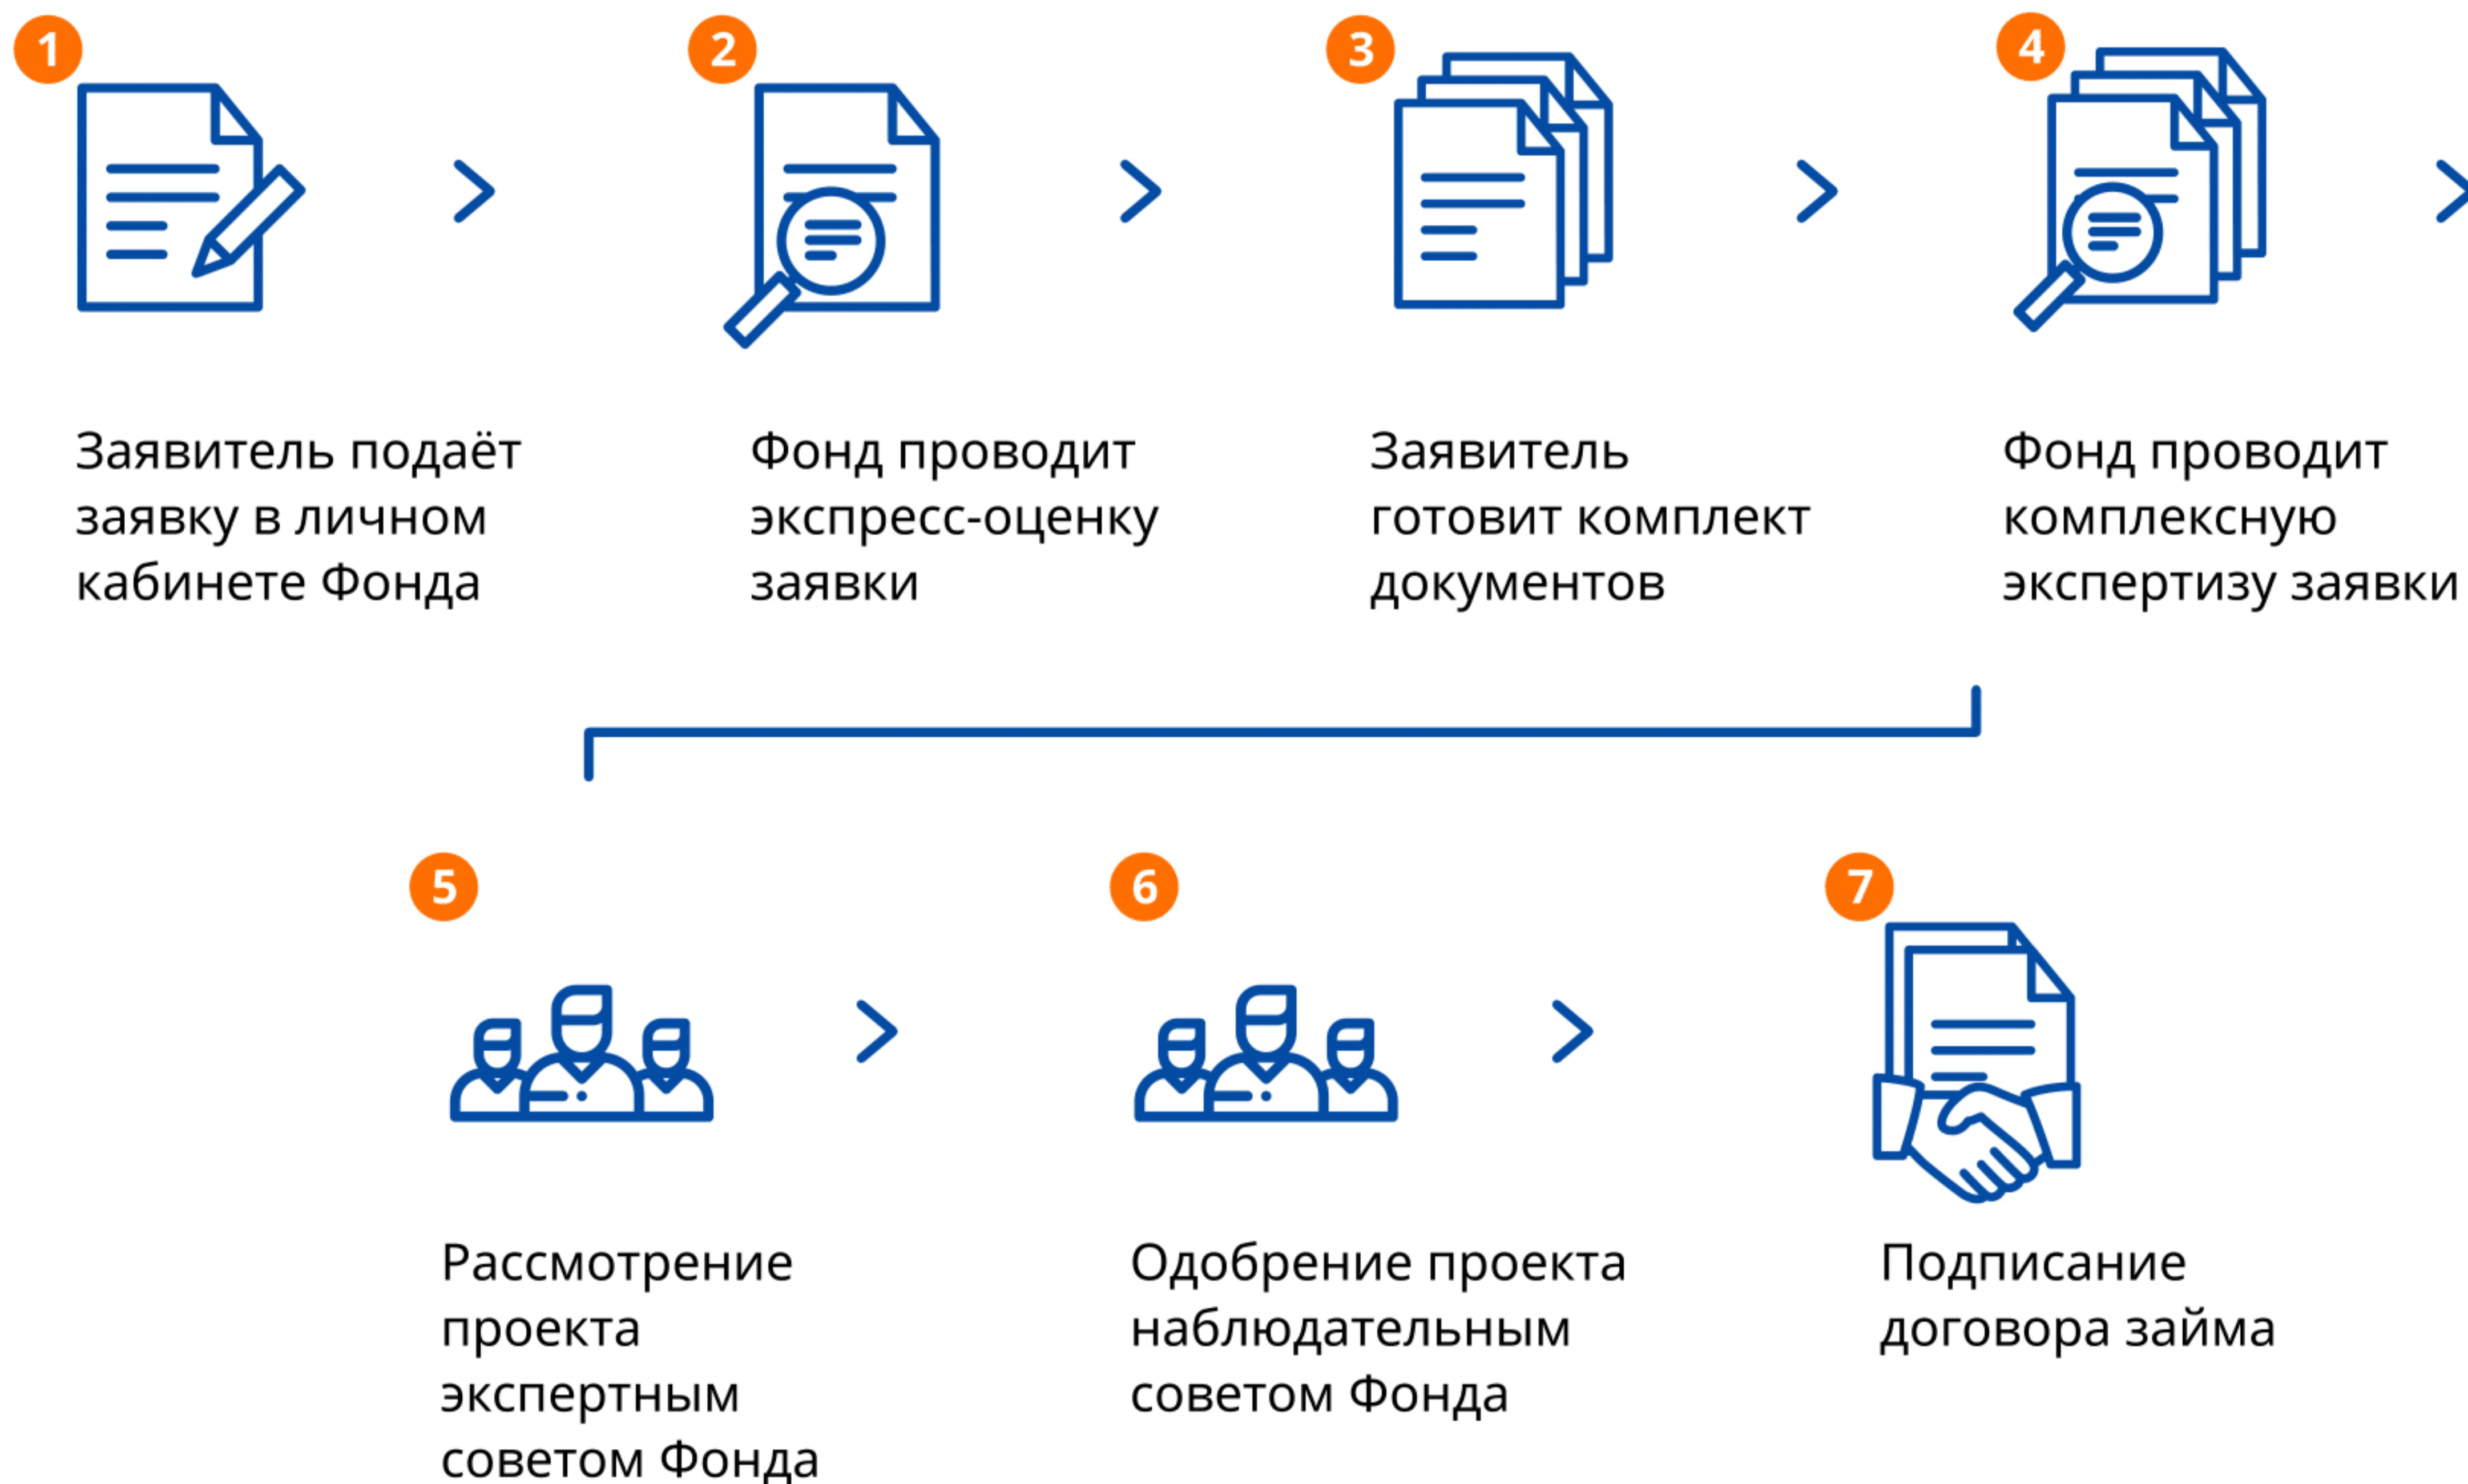 1
2
3
4
Заявитель подаёт
заявку в личном
кабинете Фонда
Фонд проводит
экспресс-оценку
заявки
Заявитель
готовит комплект
документов
Фонд проводит
комплексную
экспертизу заявки
5
6
7
Рассмотрение
проекта
экспертным
советом Фонда
Одобрение проекта
наблюдательным
советом Фонда
Подписание
договора займа